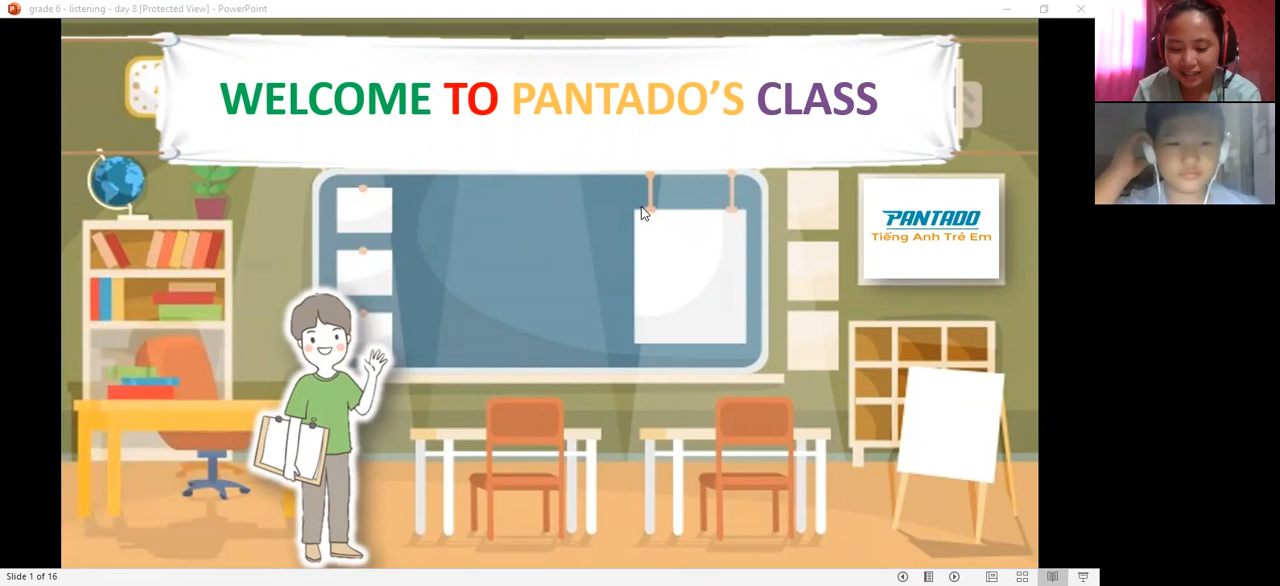 grade 6 - listening - day 8 [Protected View] - PowerPoint
WELCOME TO PANTADO’S CLASS
PANTADO
Tiếng Anh Trẻ Em
Slide 1 of 16